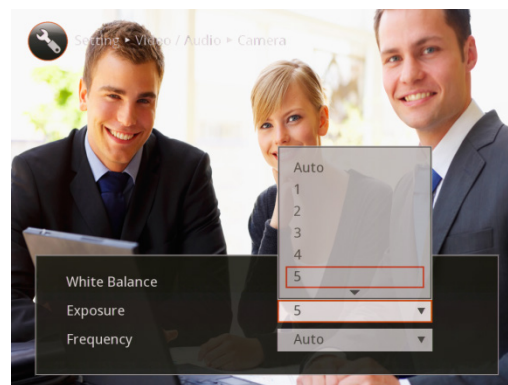 Setting ▸ Video / Audio ▸ Camera
Auto
1
2
3
4
5
White Balance
Exposure 5
Frequency Auto